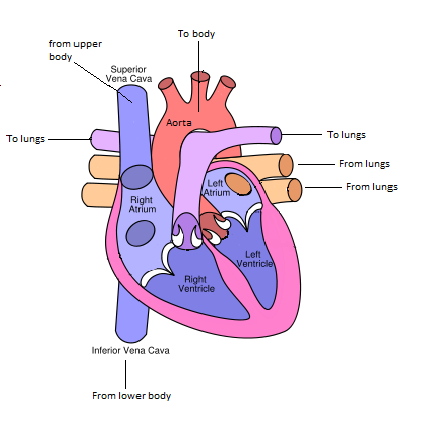 To body
from upper
body
Superior
Vena Cava
Aorta
To lungs
To lungs
From lungs
Left
Atrium
From lungs
Right
Atrium
Left
Ventricle
Right
Ventricle
Inferior Vena Cava
From lower body